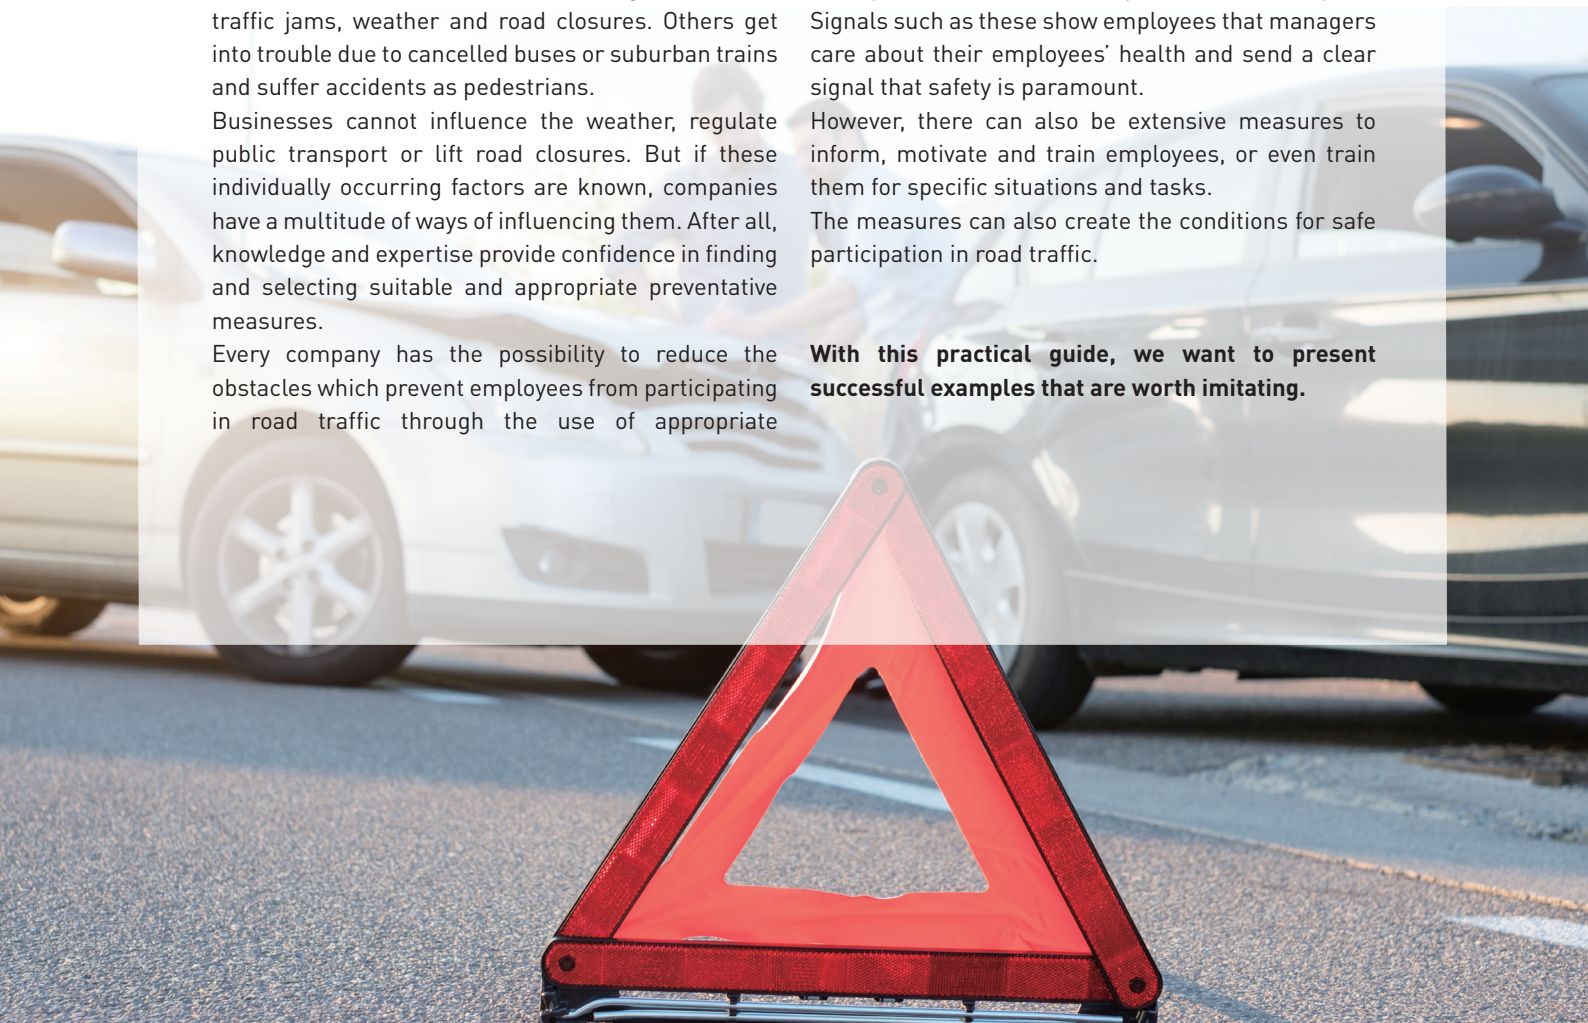 traffic jams, weather and road closures. Others get
into trouble due to cancelled buses or suburban trains
and suffer accidents as pedestrians.
Businesses cannot influence the weather, regulate
public transport or lift road closures. But if these
individually occurring factors are known, companies
have a multitude of ways of influencing them. After all,
knowledge and expertise provide confidence in finding
and selecting suitable and appropriate preventative
measures.
Every company has the possibility to reduce the
obstacles which prevent employees from participating
in road traffic through the use of appropriate
Signals such as these show employees that managers
care about their employees’ health and send a clear
signal that safety is paramount.
However, there can also be extensive measures to
inform, motivate and train employees, or even train
them for specific situations and tasks.
The measures can also create the conditions for safe
participation in road traffic.
With this practical guide, we want to present
successful examples that are worth imitating.